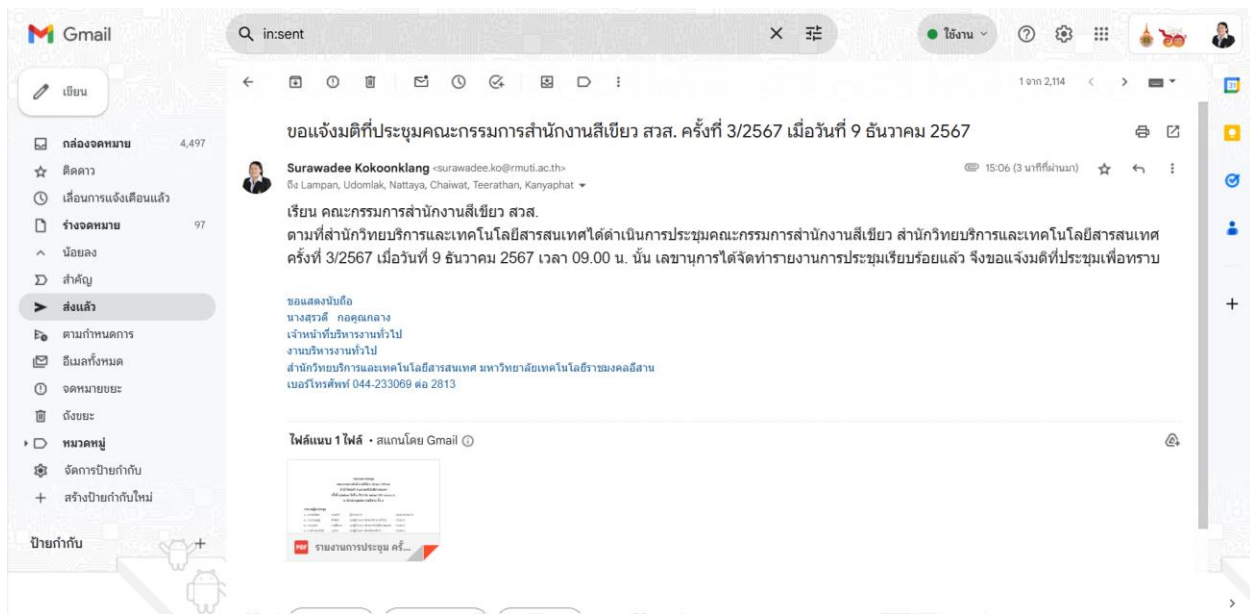 Gmail
in:sent
ใช้งาน
เขียน
1 จาก 2,114
กล่องจดหมาย 4,497
ติดดาว
เลื่อนการแจ้งเตือนแล้ว
ร่างจดหมาย 97
น้อยลง
สำคัญ
ส่งแล้ว
ตามกำหนดการ
อีเมลทั้งหมด
จดหมายขยะ
ถังขยะ
หมวดหมู่
จัดการป้ายกำกับ
สร้างป้ายกำกับใหม่
ป้ายกำกับ
ขอแจ้งมติที่ประชุมคณะกรรมการสำนักงานสีเขียว สวส. ครั้งที่ 3/2567 เมื่อวันที่ 9 ธันวาคม 2567
Surawadee Kokoonklang <surawadee.ko@rmuti.ac.th>
15:06 (3 นาทีที่ผ่านมา)
ถึง Lampan, Udomlak, Nattaya, Chaiwat, Teerathan, Kanyaphat
เรียน คณะกรรมการสำนักงานสีเขียว สวส.
ตามที่สำนักวิทยบริการและเทคโนโลยีสารสนเทศได้ดำเนินการประชุมคณะกรรมการสำนักงานสีเขียว สำนักวิทยบริการและเทคโนโลยีสารสนเทศ
ครั้งที่ 3/2567 เมื่อวันที่ 9 ธันวาคม 2567 เวลา 09.00 น. นั้น เลขานุการได้จัดทำรายงานการประชุมเรียบร้อยแล้ว จึงขอแจ้งมติที่ประชุมเพื่อทราบ
ขอแสดงนับถือ
นางสุรวดี กอคูณกลาง
เจ้าหน้าที่บริหารงานทั่วไป
งานบริหารงานทั่วไป
สำนักวิทยบริการและเทคโนโลยีสารสนเทศ มหาวิทยาลัยเทคโนโลยีราชมงคลอีสาน
เบอร์โทรศัพท์ 044-233069 ต่อ 2813
ไฟล์แนบ 1 ไฟล์ • สแกนโดย Gmail
PDF รายงานการประชุม ครั้...
31